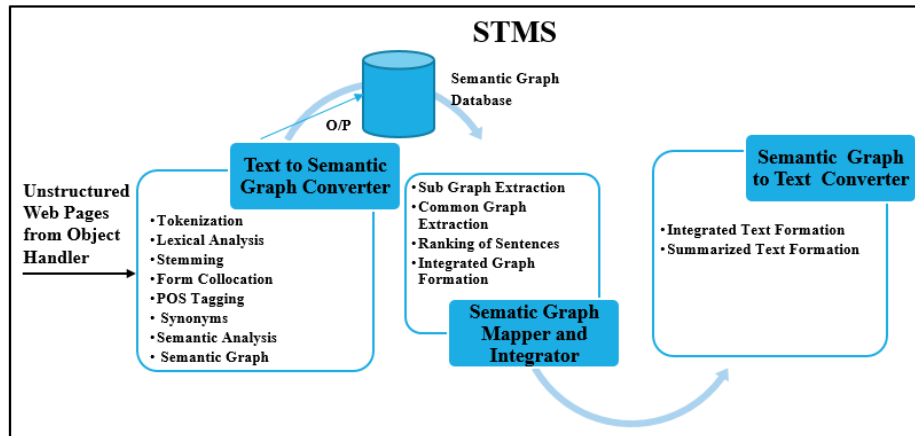 STMS
Semantic Graph
Database
O/P
Text to Semantic
Graph Converter
Unstructured
Web Pages
from Object
Handler
•Tokenization
•Lexical Analysis
•Stemming
•Form Collocation
•POS Tagging
• Synonyms
•Semantic Analysis
• Semantic Graph
•Sub Graph Extraction
•Common Graph
Extraction
•Ranking of Sentences
•Integrated Graph
Formation
Sematic Graph
Mapper and
Integrator
Semantic Graph
to Text Converter
•Integrated Text Formation
•Summarized Text Formation